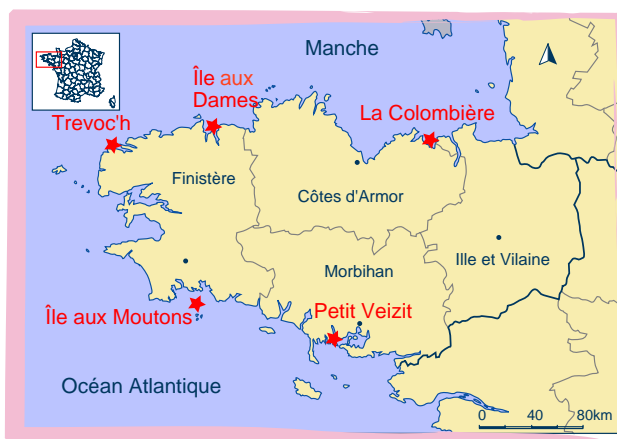 Manche
Île aux
Dames
La Colombière
Trevoc'h
Finistère
Côtes d'Armor
Ille et Vilaine
Morbihan
Île aux Moutons
Petit Veizit
Océan Atlantique
0 40 80km